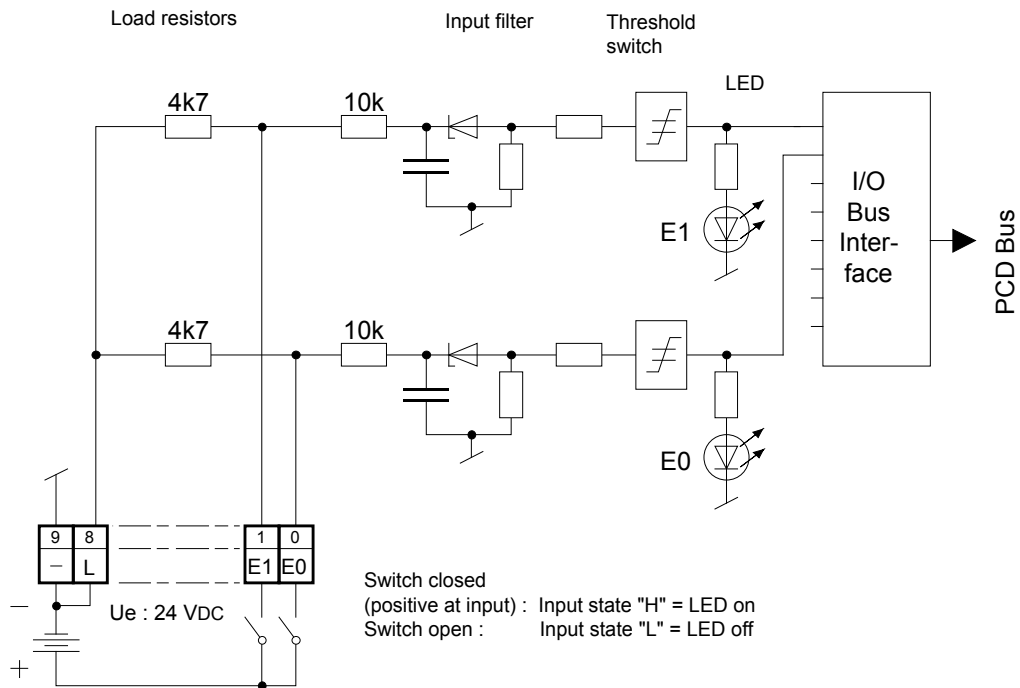 Load resistors
Input filter
Threshold
switch
LED
4k7
10k
I/O
Bus
Inter-
face
PCD Bus
E1
4k7
10k
E0
9 8
1 0
– L
E1 E0
–
Ue : 24 VDC
+
Switch closed
(positive at input) : Input state "H" = LED on
Switch open : Input state "L" = LED off